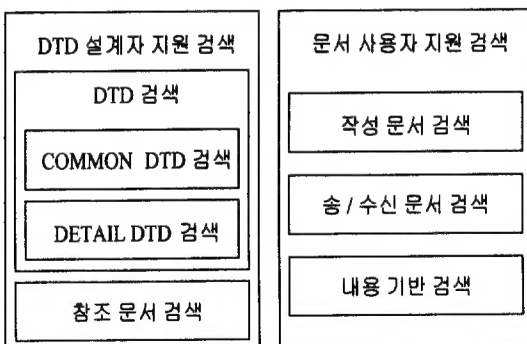 DTD 설계자 지원 검색
DTD 검색
COMMON DTD 검색
DETAIL DTD 검색
참조 문서 검색
문서 사용자 지원 검색
작성 문서 검색
송 / 수신 문서 검색
내용 기반 검색